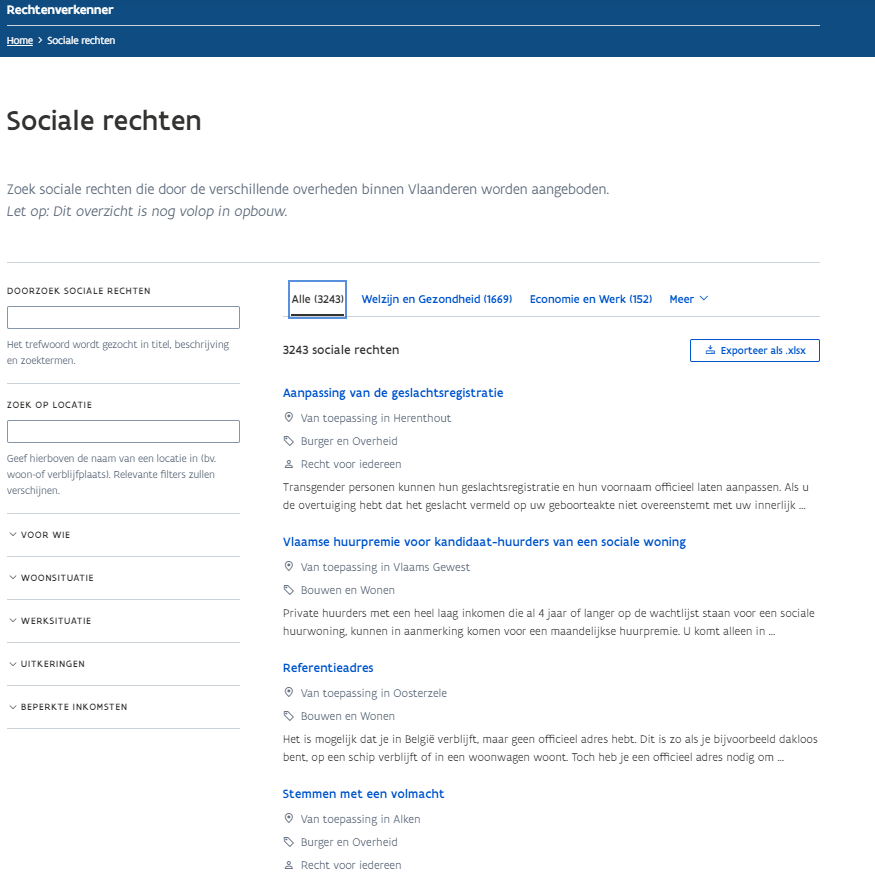 Rechtenverkenner
Home > Sociale rechten
Sociale rechten
Zoek sociale rechten die door de verschillende overheden binnen Vlaanderen worden aangeboden.
Let op: Dit overzicht is nog volop in opbouw.
DOORZOEK SOCIALE RECHTEN
Het trefwoord wordt gezocht in titel, beschrijving
en zoektermen.
ZOEK OP LOCATIE
Geef hierboven de naam van een locatie in (bv.
woon-of verblijfplaats). Relevante filters zullen
verschijnen.
VOOR WIE
WOONSITUATIE
WERKSITUATIE
UITKERINGEN
BEPERKTE INKOMSTEN
Alle (3243) Welzijn en Gezondheid (1669) Economie en Werk (152) Meer
3243 sociale rechten
Exporteer als .xlsx
Aanpassing van de geslachtsregistratie
Van toepassing in Herenthout
Burger en Overheid
Recht voor iedereen
Transgender personen kunnen hun geslachtsregistratie en hun voornaam officieel laten aanpassen. Als u
de overtuiging hebt dat het geslacht vermeld op uw geboorteakte niet overeenstemt met uw innerlijk ...
Vlaamse huurpremie voor kandidaat-huurders van een sociale woning
Van toepassing in Vlaams Gewest
Bouwen en Wonen
Private huurders met een heel laag inkomen die al 4 jaar of langer op de wachtlijst staan voor een sociale
huurwoning, kunnen in aanmerking komen voor een maandelijkse huurpremie. U komt alleen in ...
Referentieadres
Van toepassing in Oosterzele
Bouwen en Wonen
Het is mogelijk dat je in België verblijft, maar geen officieel adres hebt. Dit is zo als je bijvoorbeeld dakloos
bent, op een schip verblijft of in een woonwagen woont. Toch heb je een officieel adres nodig om ...
Stemmen met een volmacht
Van toepassing in Alken
Burger en Overheid
Recht voor iedereen